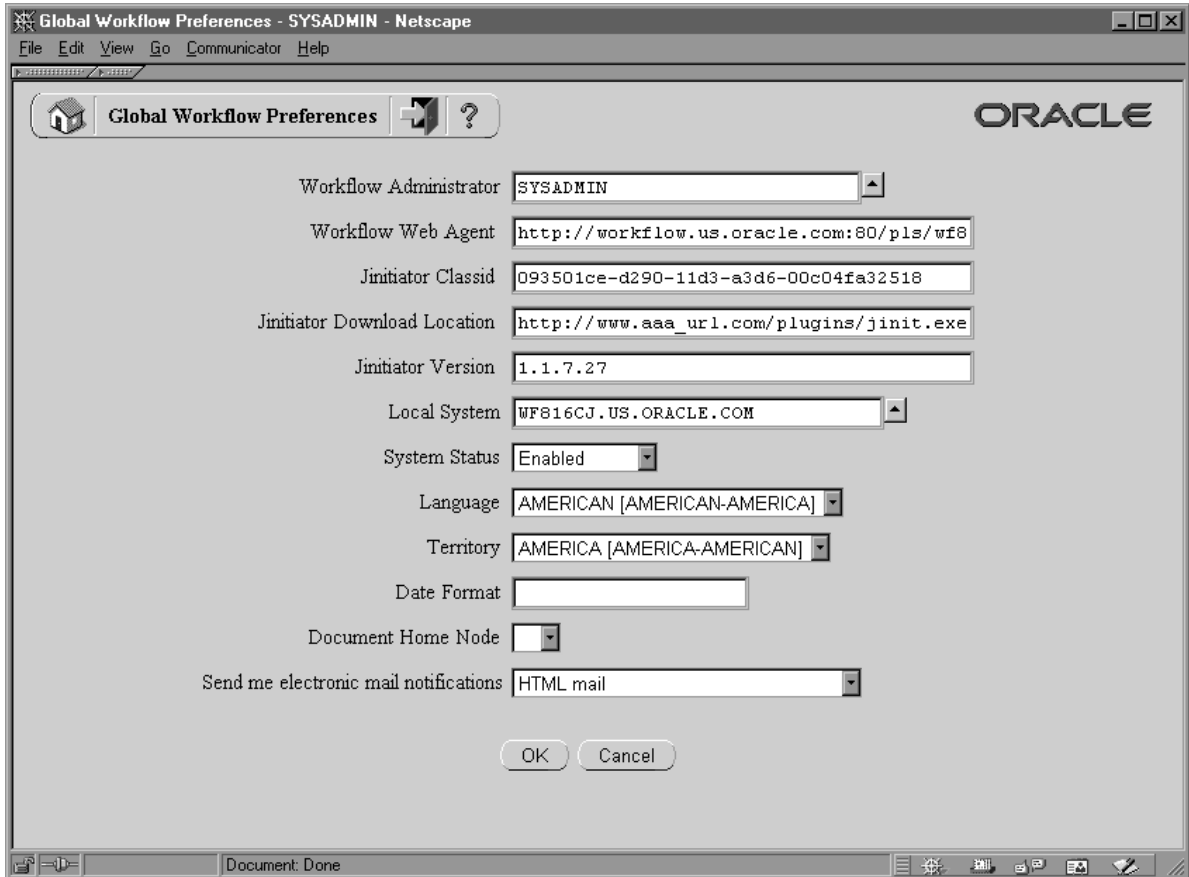 Global Workflow Preferences - SYSADMIN - Netscape
File Edit View Go Communicator Help
Global Workflow Preferences ?
ORACLE
Workflow Administrator SYSADMIN
Workflow Web Agent http://workflow.us.oracle.com:80/pls/wf8
Jinitiator Classid 093501ce-d290-11d3-a3d6-00c04fa32518
Jinitiator Download Location http://www.aaa_url.com/plugins/jinit.exe
Jinitiator Version 1.1.7.27
Local System WF816CJ.US.ORACLE.COM
System Status Enabled
Language AMERICAN [AMERICAN-AMERICA]
Territory AMERICA [AMERICA-AMERICAN]
Date Format
Document Home Node
Send me electronic mail notifications HTML mail
OK Cancel
Document: Done